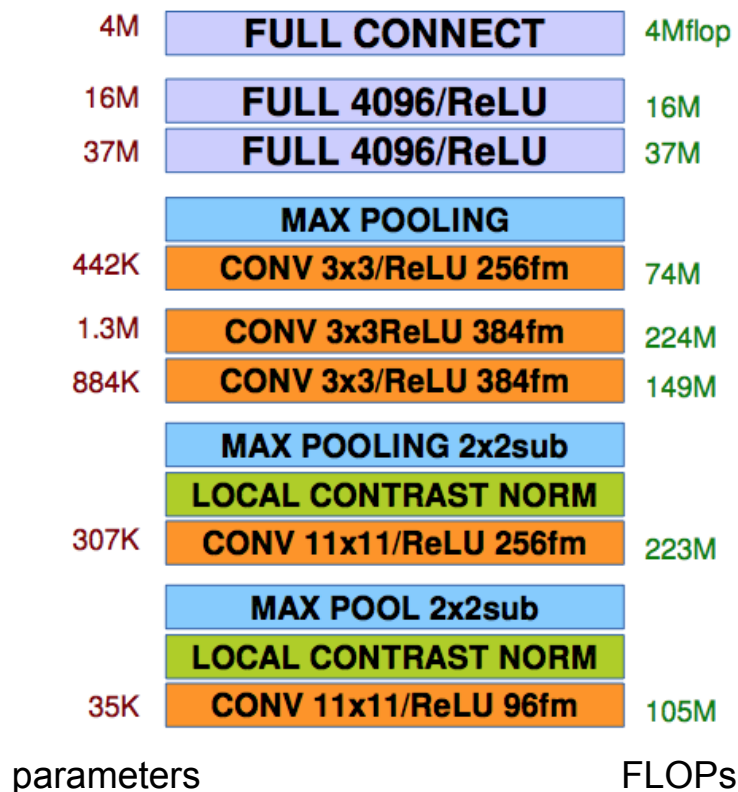 4M FULL CONNECT 4Mflop
16M FULL 4096/ReLU 16M
37M FULL 4096/ReLU 37M
MAX POOLING
442K CONV 3x3/ReLU 256fm 74M
1.3M CONV 3x3ReLU 384fm 224M
884K CONV 3x3/ReLU 384fm 149M
MAX POOLING 2x2sub
LOCAL CONTRAST NORM
307K CONV 11x11/ReLU 256fm 223M
MAX POOL 2x2sub
LOCAL CONTRAST NORM
35K CONV 11x11/ReLU 96fm 105M
parameters FLOPs